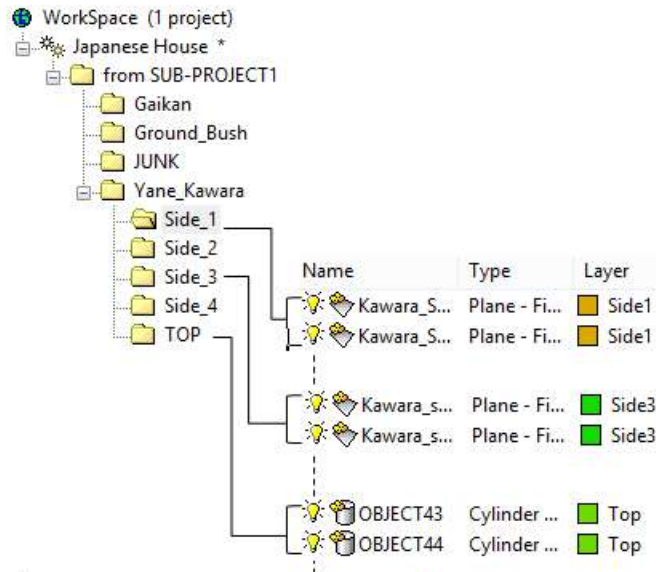 WorkSpace (1 project)
Japanese House *
from SUB-PROJECT1
Gaikan
Ground_Bush
JUNK
Yane_Kawara
Side_1
Side_2
Side_3
Side_4
TOP
Name Type Layer
Kawara_S... Plane - Fi... Side1
Kawara_S... Plane - Fi... Side1
Kawara_s... Plane - Fi... Side3
Kawara_s... Plane - Fi... Side3
OBJECT43 Cylinder ... Top
OBJECT44 Cylinder ... Top